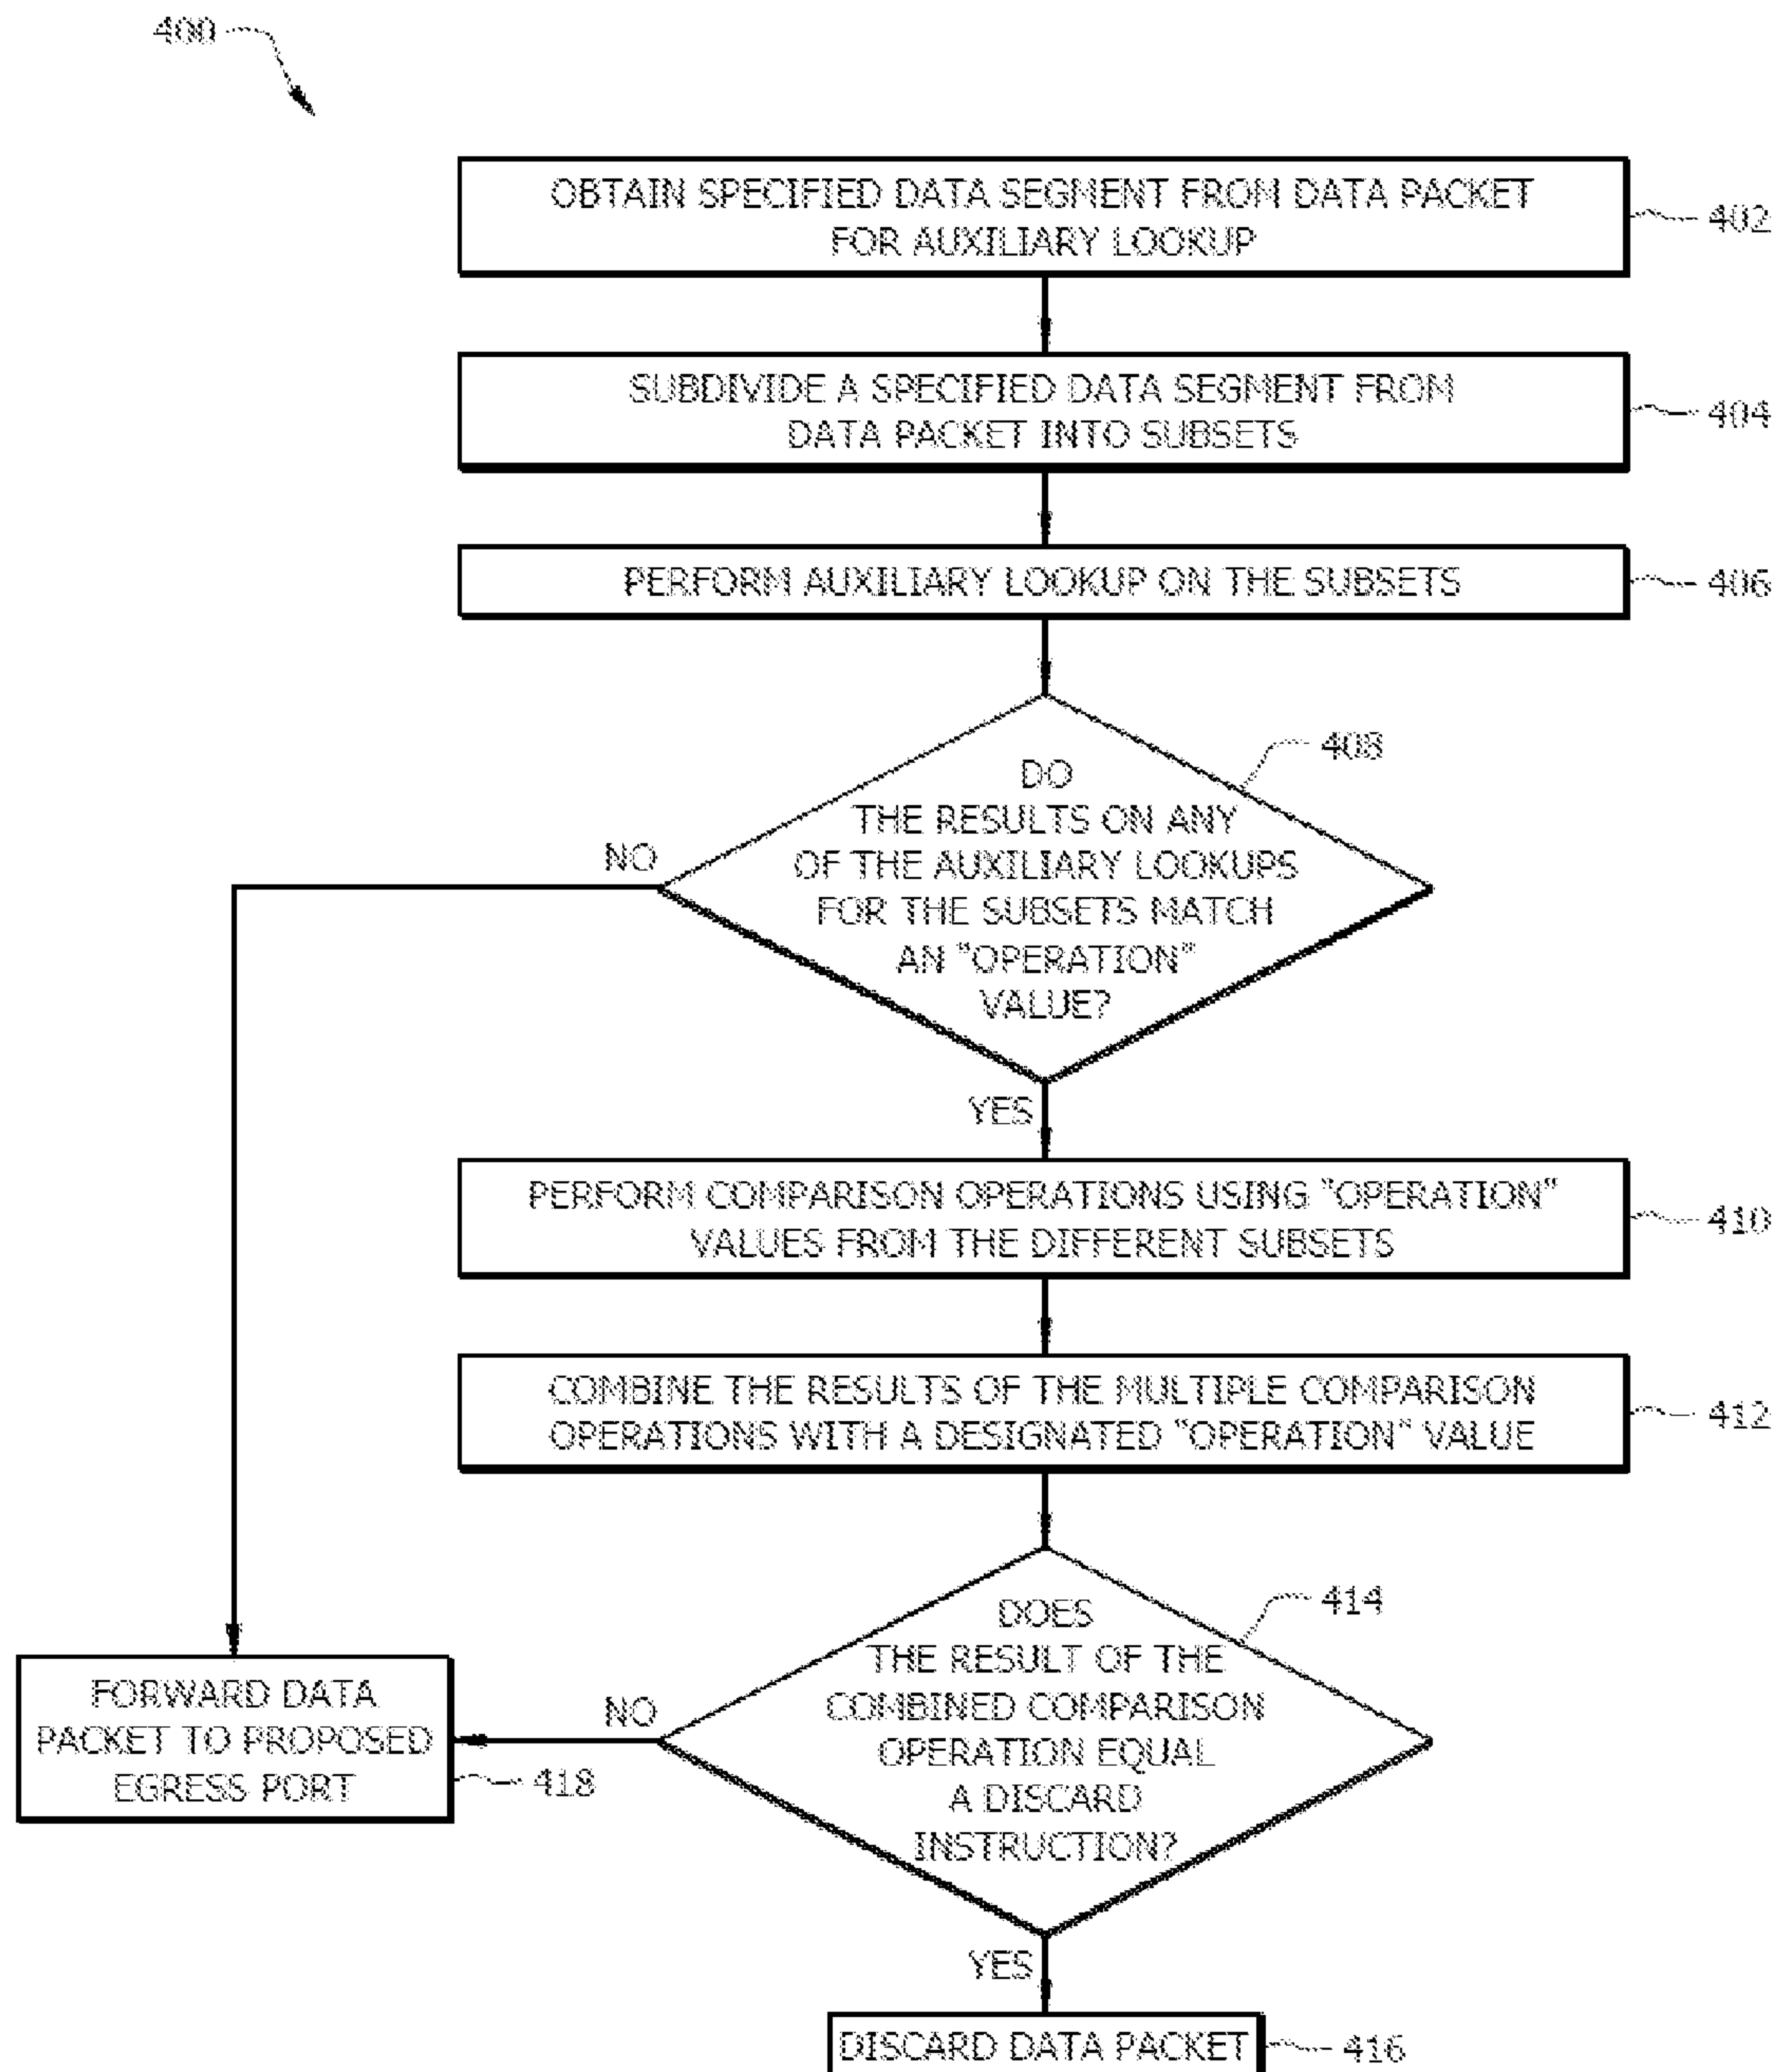 400
OBTAIN SPECIFIED DATA SEGMENT FROM DATA PACKET
FOR AUXILIARY LOOKUP
402
SUBDIVIDE A SPECIFIED DATA SEGMENT FROM
DATA PACKET INTO SUBSETS
404
PERFORM AUXILIARY LOOKUP ON THE SUBSETS
406
408
DO
THE RESULTS ON ANY
OF THE AUXILIARY LOOKUPS
FOR THE SUBSETS MATCH
AN "OPERATION"
VALUE?
NO
YES
PERFORM COMPARISON OPERATIONS USING "OPERATION"
VALUES FROM THE DIFFERENT SUBSETS
410
COMBINE THE RESULTS OF THE MULTIPLE COMPARISON
OPERATIONS WITH A DESIGNATED "OPERATION" VALUE
412
414
DOES
THE RESULT OF THE
COMBINED COMPARISON
OPERATION EQUAL
A DISCARD
INSTRUCTION?
NO
FORWARD DATA
PACKET TO PROPOSED
EGRESS PORT
418
YES
DISCARD DATA PACKET
416